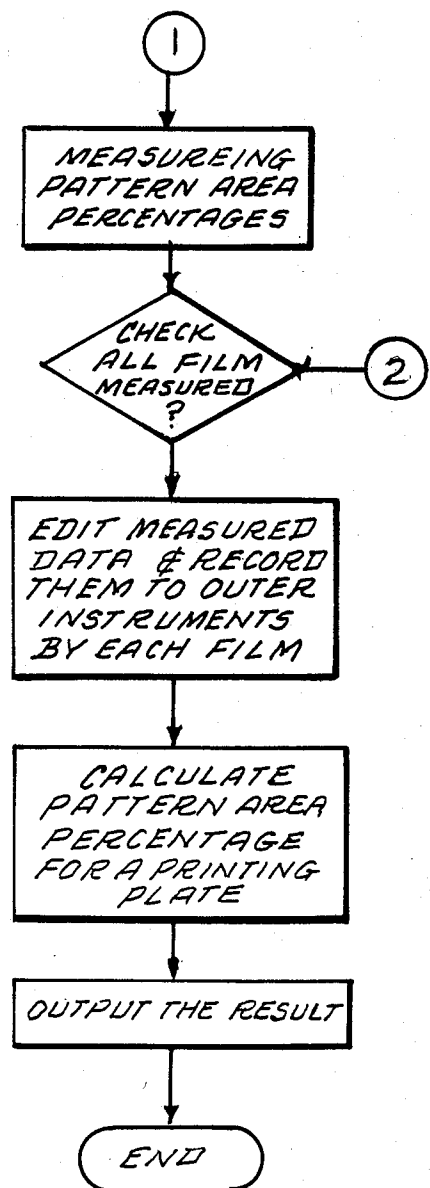 1
MEASUREING
PATTERN AREA
PERCENTAGES
CHECK
ALL FILM
MEASURED
?
2
EDIT MEASURED
DATA & RECORD
THEM TO OUTER
INSTRUMENTS
BY EACH FILM
CALCULATE
PATTERN AREA
PERCENTAGE
FOR A PRINTING
PLATE
OUTPUT THE RESULT
END